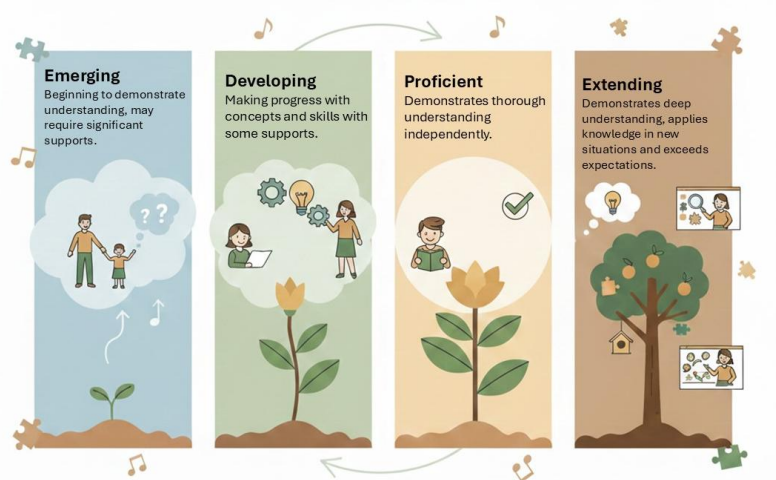 Emerging
Beginning to demonstrate
understanding, may
require significant
supports.
? ?
Developing
Making progress with
concepts and skills with
some supports.
Proficient
Demonstrates thorough
understanding
independently.
Extending
Demonstrates deep
understanding, applies
knowledge in new
situations and exceeds
expectations.